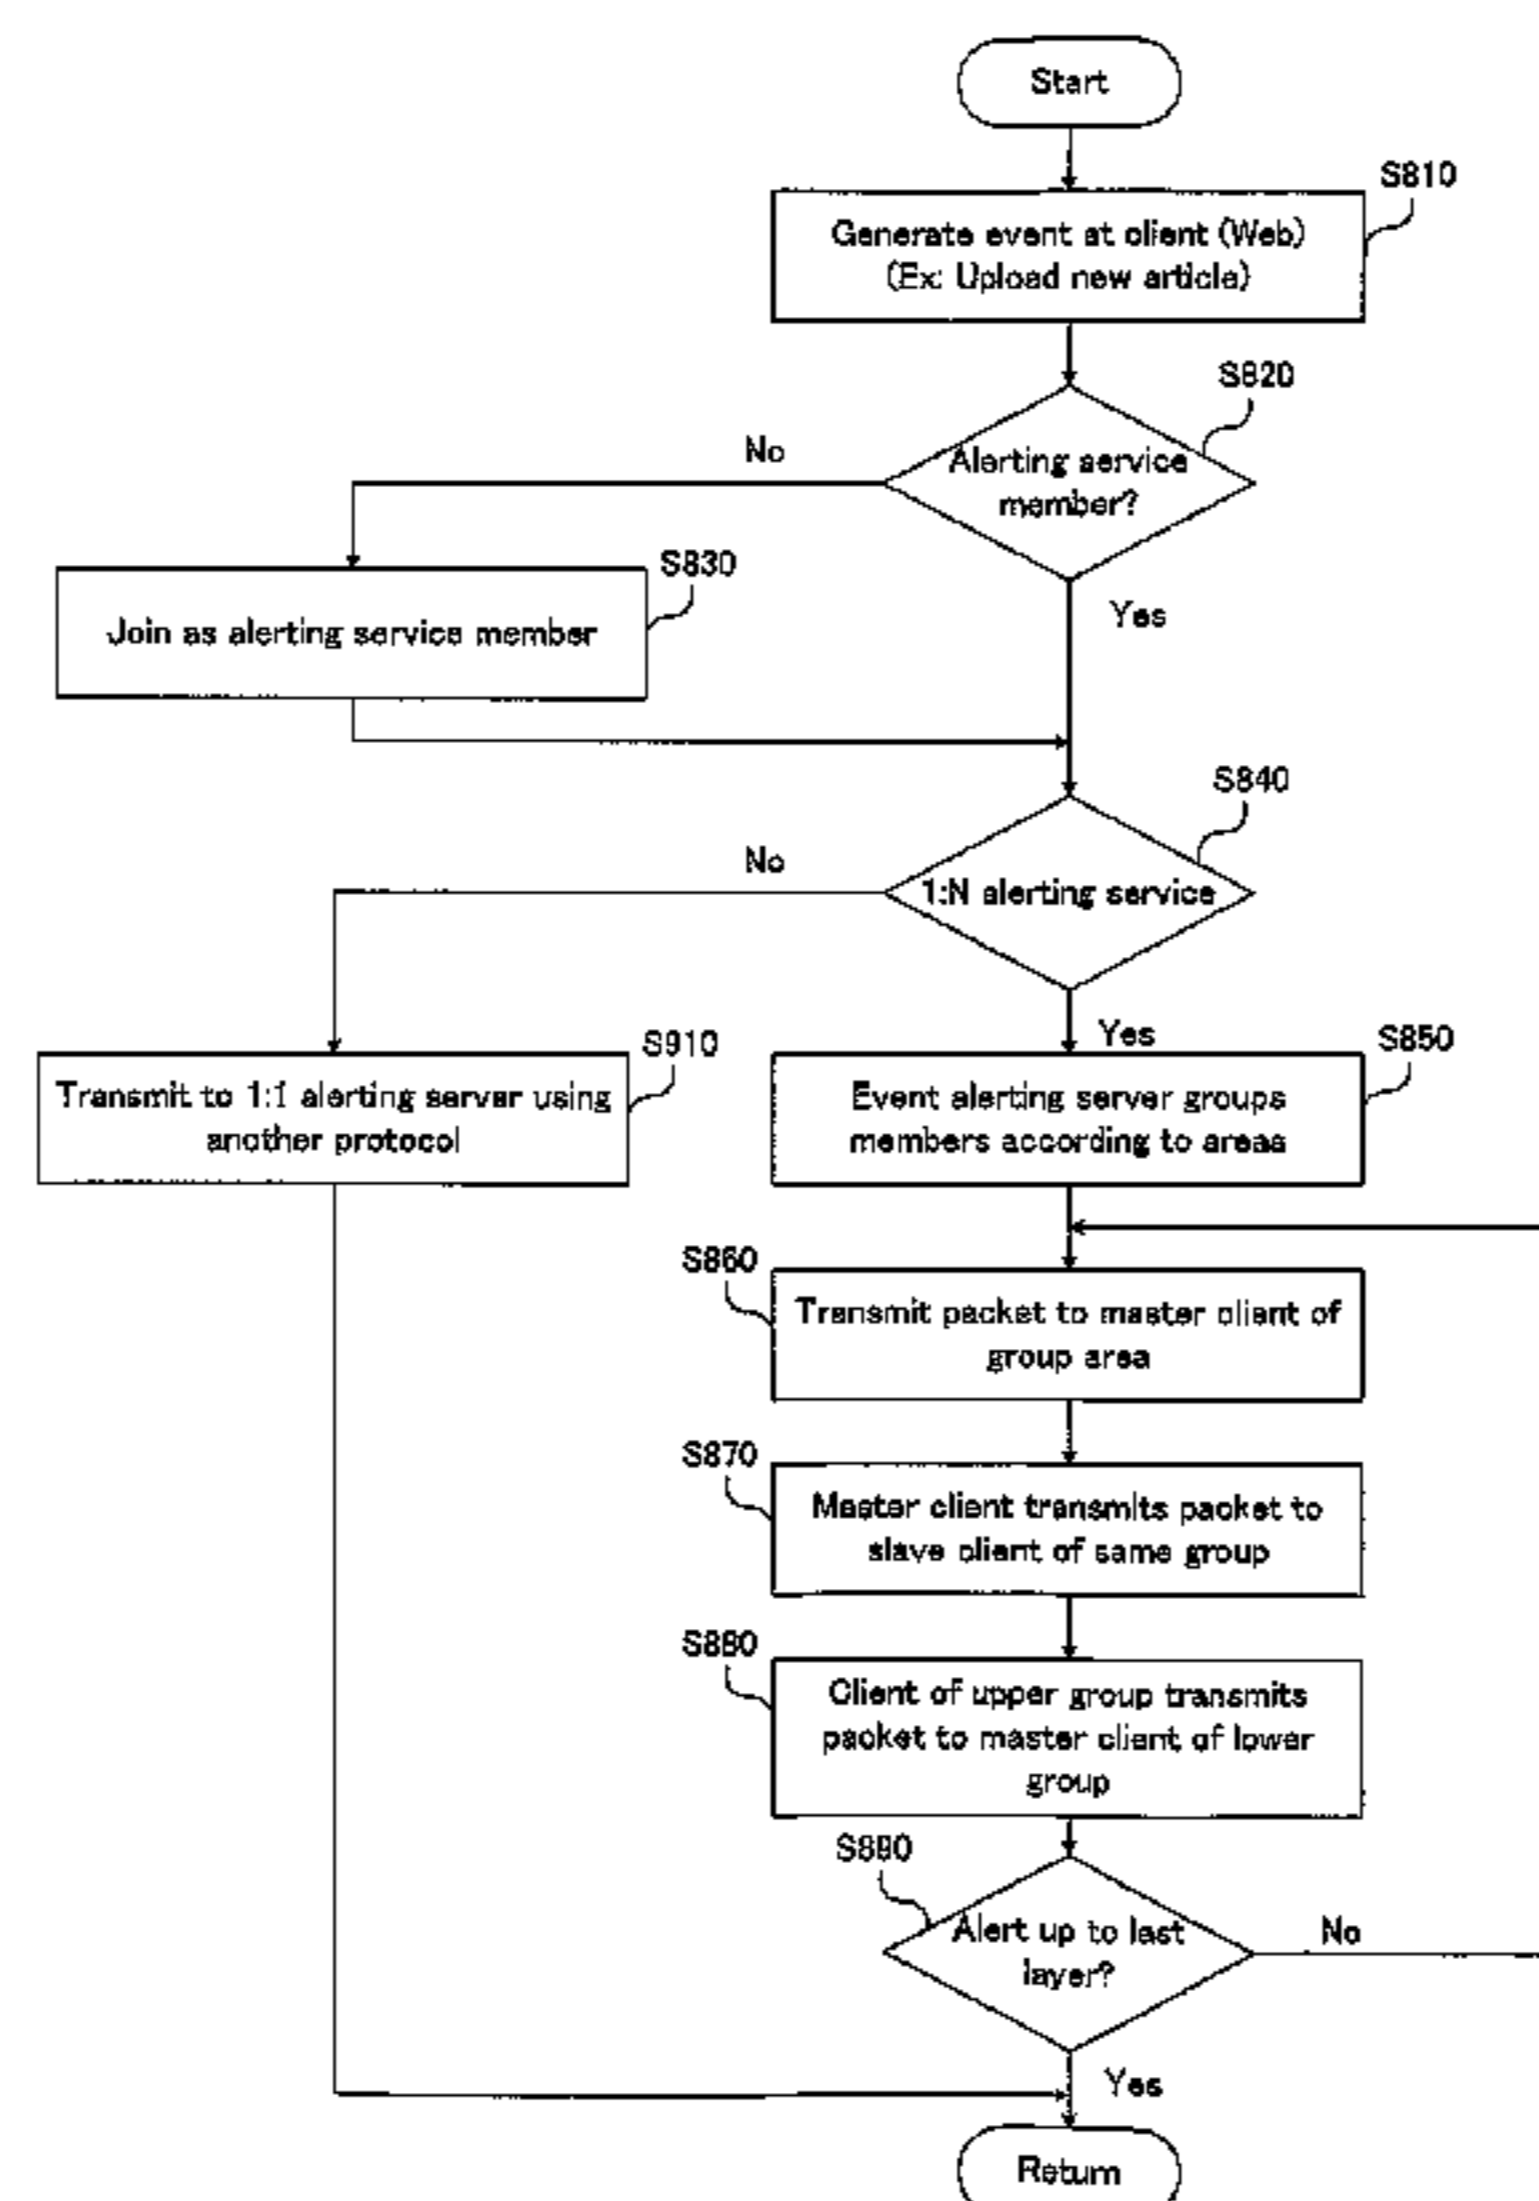 Start
S810
Generate event at client (Web)
(Ex: Upload new article)
S820
No
Alerting service
member?
S830
Yes
Join as alerting service member
S840
No
1:N alerting service
Yes
S910
S850
Transmit to 1:1 alerting server using
another protocol
Event alerting server groups
members according to areas
S860
Transmit packet to master client of
group area
S870
Master client transmits packet to
slave client of same group
S880
Client of upper group transmits
packet to master client of lower
group
S890
Alert up to last
layer?
No
Yes
Return